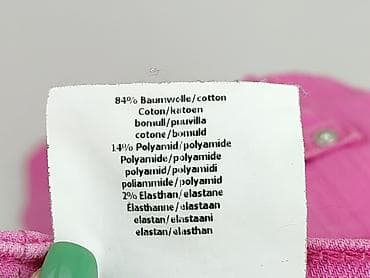 84% Baumwolle/cotton
Coton/katoen
bomull/puuvilla
cotone/bomuld
14% Polyamid/polyamide
Polyamide/polyamide
polyamid/polyamidi
poliammide/polyamid
2% Elasthan/elastane
Elasthanne/elastaan
elastan/elastaani
elastan/elasthan